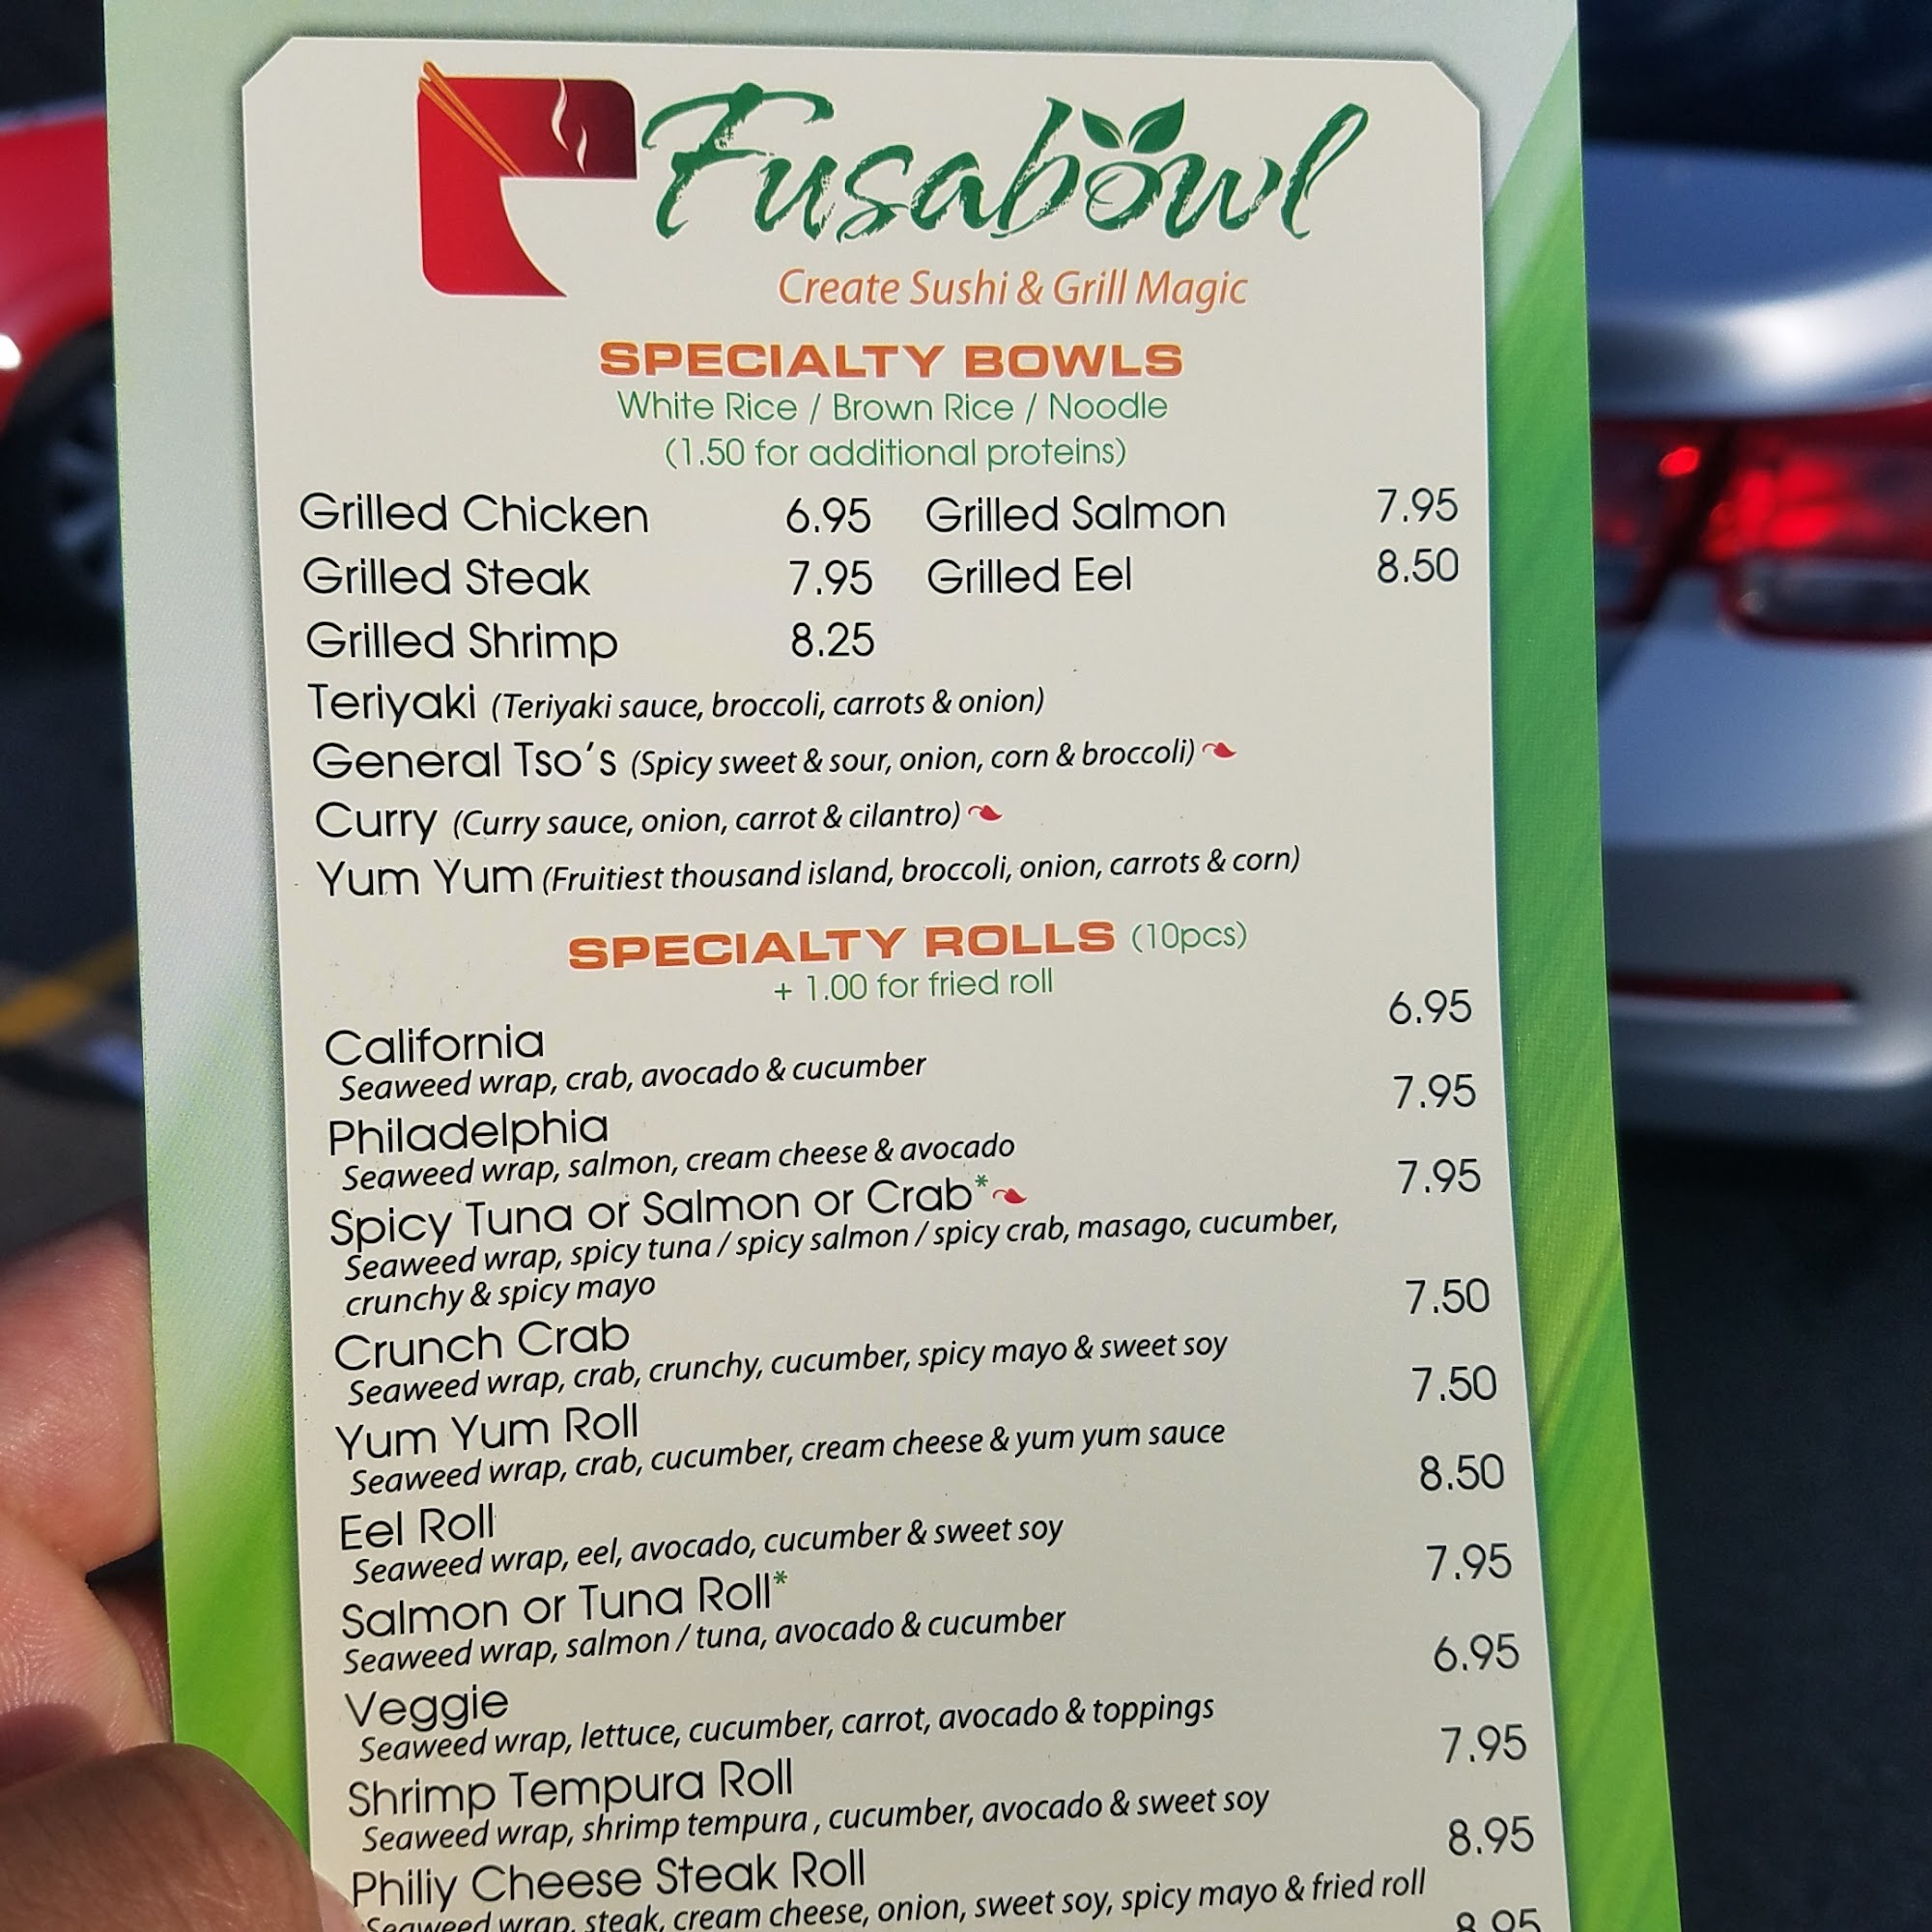 Fusabowl
Create Sushi & Grill Magic
SPECIALTY BOWLS
White Rice / Brown Rice / Noodle
(1.50 for additional proteins)
Grilled Chicken 6.95 Grilled Salmon 7.95
Grilled Steak 7.95 Grilled Eel 8.50
Grilled Shrimp 8.25
Teriyaki (Teriyaki sauce, broccoli, carrots & onion)
General Tso's (Spicy sweet & sour, onion, corn & broccoli)
Curry (Curry sauce, onion, carrot & cilantro)
Yum Yum (Fruitiest thousand island, broccoli, onion, carrots & corn)
SPECIALTY ROLLS (10pcs)
+ 1.00 for fried roll
California 6.95
Seaweed wrap, crab, avocado & cucumber
Philadelphia 7.95
Seaweed wrap, salmon, cream cheese & avocado
Spicy Tuna or Salmon or Crab* 7.95
Seaweed wrap, spicy tuna / spicy salmon / spicy crab, masago, cucumber,
crunchy & spicy mayo
Crunch Crab 7.50
Seaweed wrap, crab, crunchy, cucumber, spicy mayo & sweet soy
Yum Yum Roll 7.50
Seaweed wrap, crab, cucumber, cream cheese & yum yum sauce
Eel Roll 8.50
Seaweed wrap, eel, avocado, cucumber & sweet soy
Salmon or Tuna Roll* 7.95
Seaweed wrap, salmon / tuna, avocado & cucumber
Veggie 6.95
Seaweed wrap, lettuce, cucumber, carrot, avocado & toppings
Shrimp Tempura Roll 7.95
Seaweed wrap, shrimp tempura , cucumber, avocado & sweet soy
Philiy Cheese Steak Roll 8.95
Seaweed wrap, steak, cream cheese, onion, sweet soy, spicy mayo & fried roll
8.95